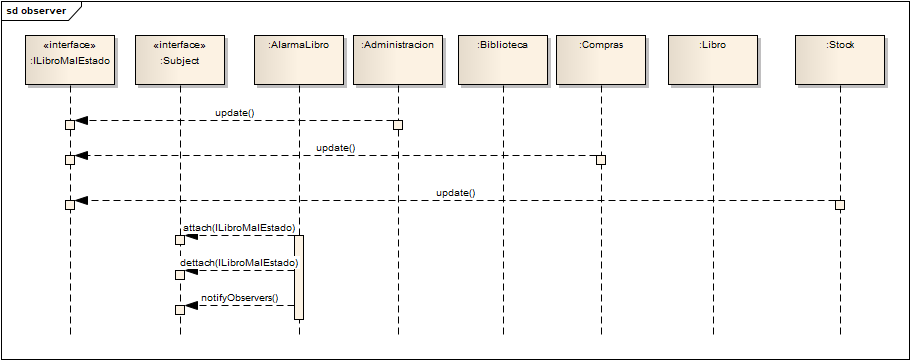 sd observer
«interface»
:ILibroMalEstado
«interface»
:Subject
:AlarmaLibro
:Administracion
:Biblioteca
:Compras
:Libro
:Stock
update()
update()
update()
attach(ILibroMalEstado)
dettach(ILibroMalEstado)
notifyObservers()